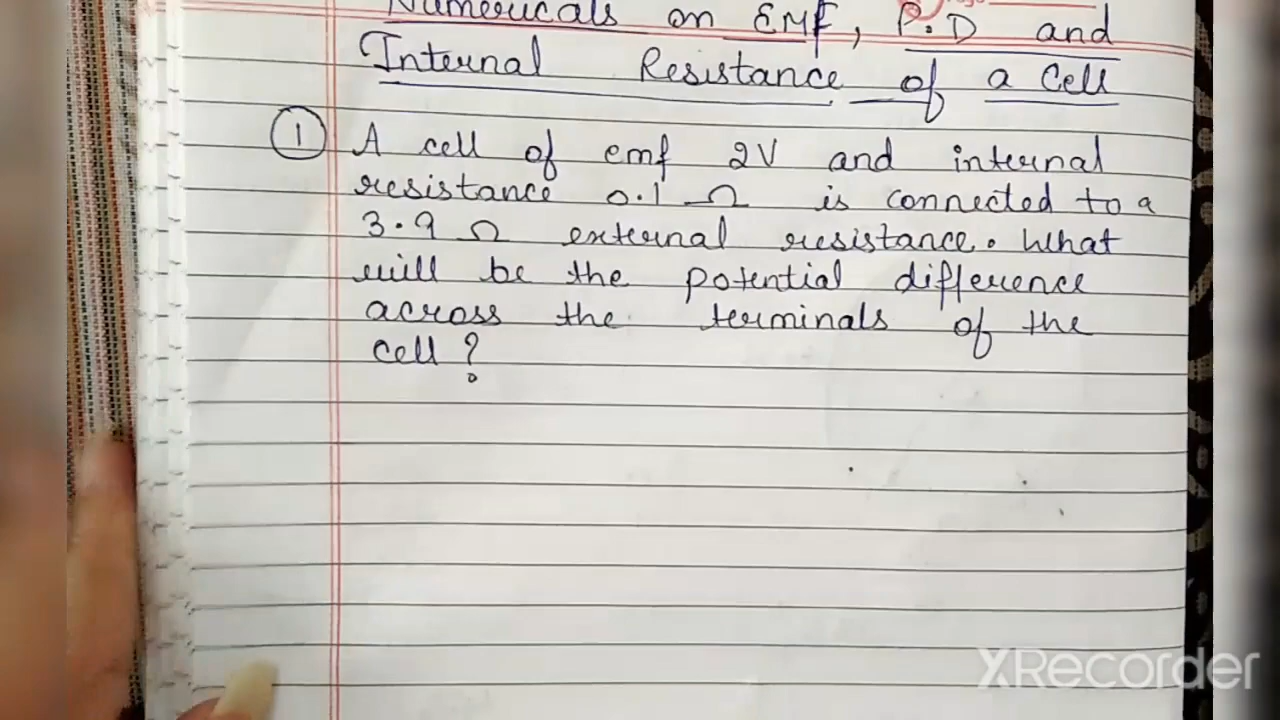 Numericals on EMF, P.D and
Internal Resistance of a Cell
1 A cell of emf 2V and internal
resistance 0.1 Ω is connected to a
3.9 Ω external resistance. What
will be the potential difference
across the terminals of the
cell?
XRecorder